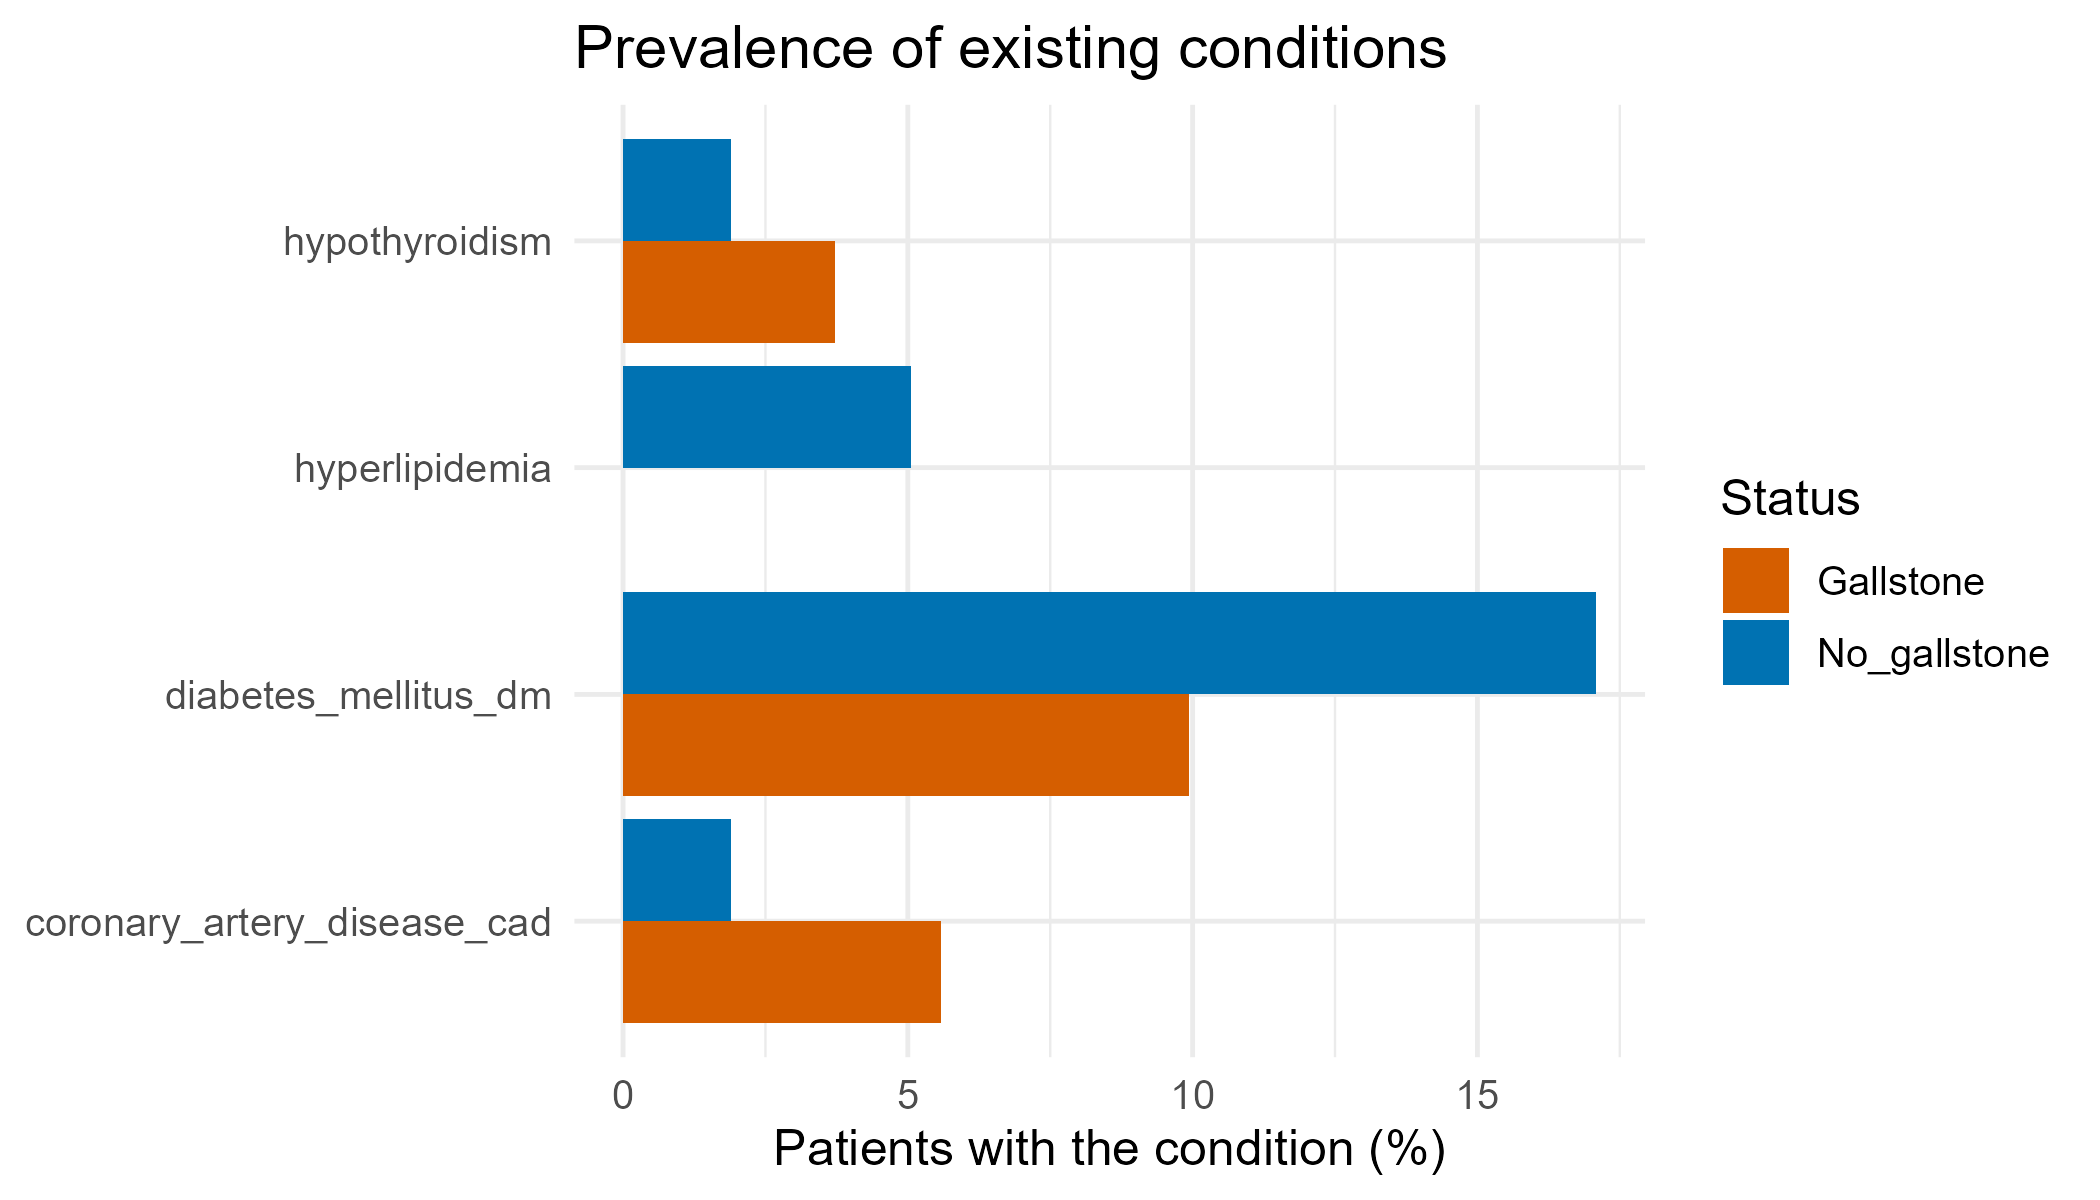 Prevalence of existing conditions
hypothyroidism
hyperlipidemia
diabetes_mellitus_dm
coronary_artery_disease_cad
0 5 10 15
Patients with the condition (%)
Status
Gallstone
No_gallstone